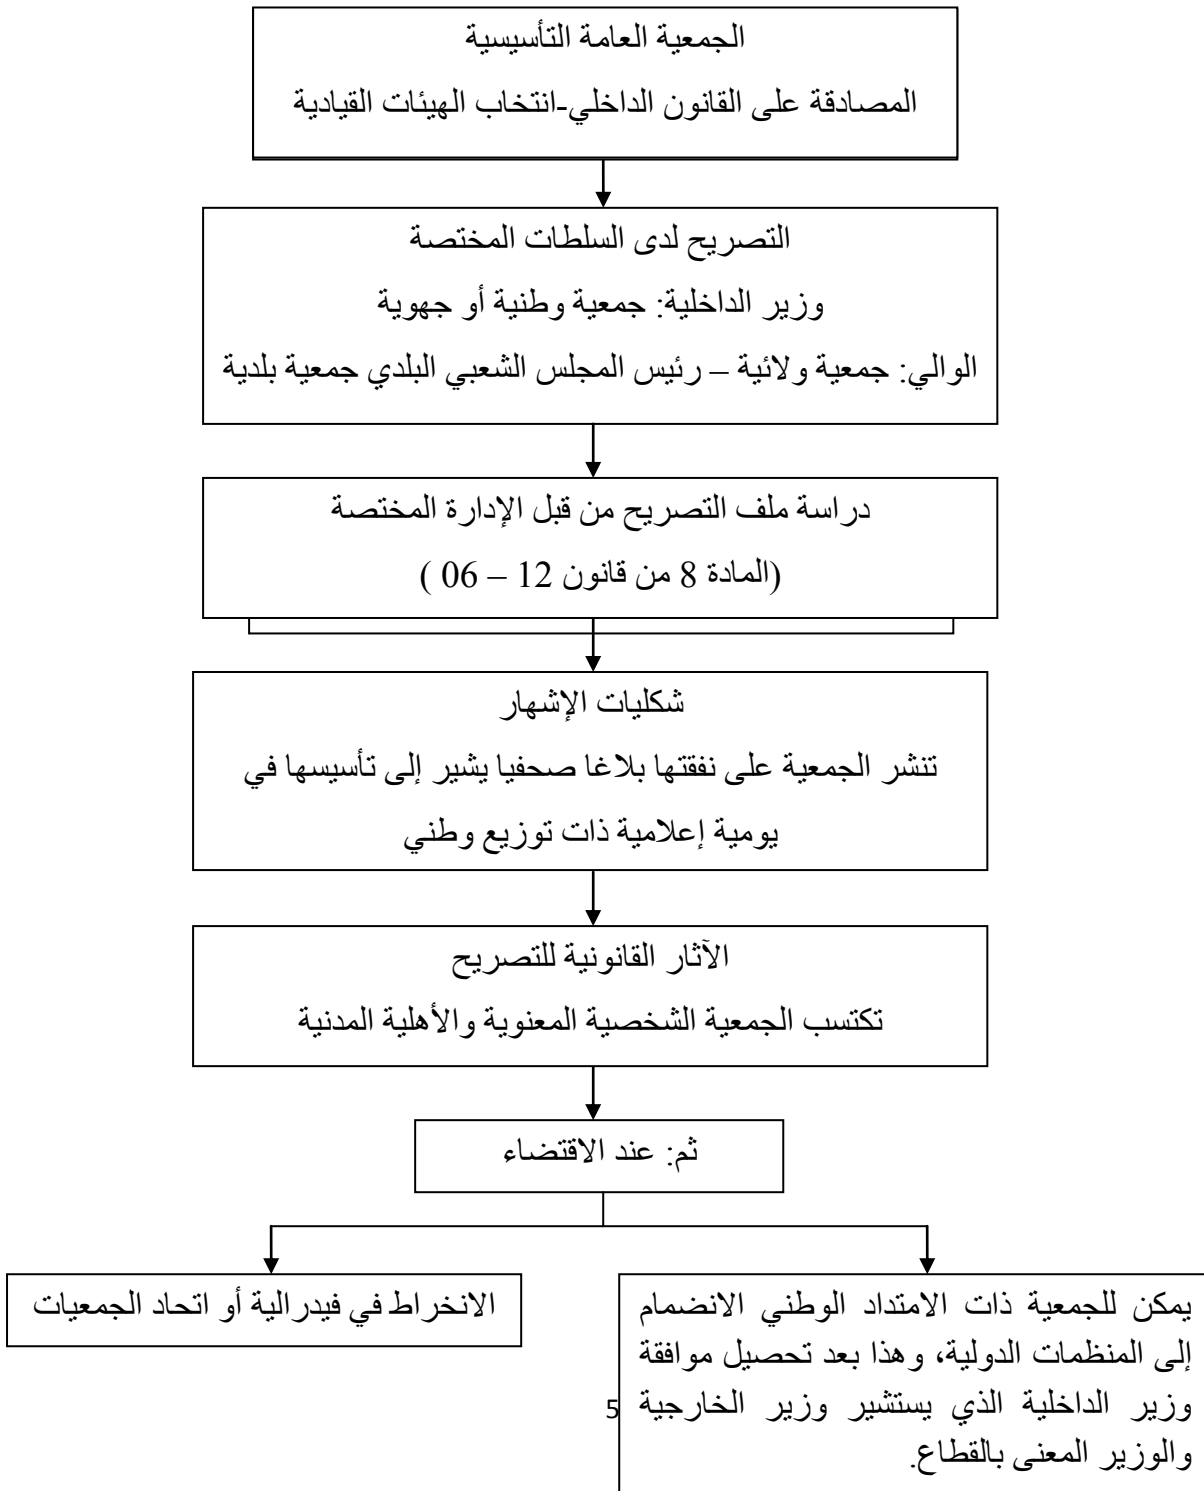 الجمعية العامة التأسيسية
المصادقة على القانون الداخلي-انتخاب الهيئات القيادية
التصريح لدى السلطات المختصة
وزير الداخلية: جمعية وطنية أو جهوية
الوالي: جمعية ولائية – رئيس المجلس الشعبي البلدي جمعية بلدية
دراسة ملف التصريح من قبل الإدارة المختصة
(المادة 8 من قانون 12 – 06 )
شكليات الإشهار
تنشر الجمعية على نفقتها بلاغا صحفيا يشير إلى تأسيسها في
يومية إعلامية ذات توزيع وطني
الآثار القانونية للتصريح
تكتسب الجمعية الشخصية المعنوية والأهلية المدنية
ثم: عند الاقتضاء
يمكن للجمعية ذات الامتداد الوطني الانضمام
إلى المنظمات الدولية، وهذا بعد تحصيل موافقة
وزير الداخلية الذي يستشير وزير الخارجية
والوزير المعنى بالقطاع.
الانخراط في فيدرالية أو اتحاد الجمعيات
5